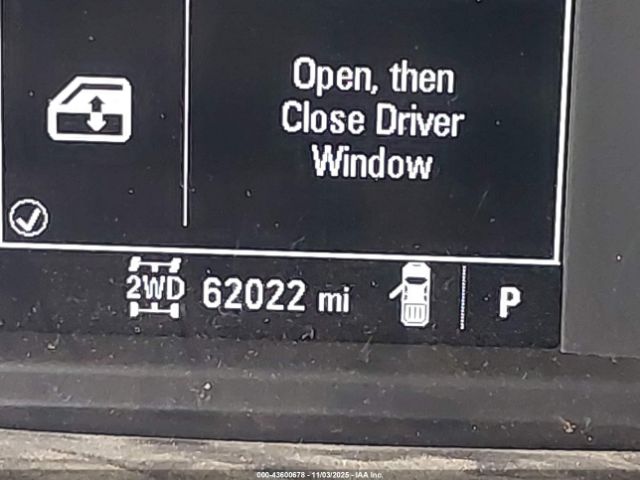 Open, then
Close Driver
Window
2WD 62022 mi P
000-43600678 - 11/03/2025 - IAA Inc.